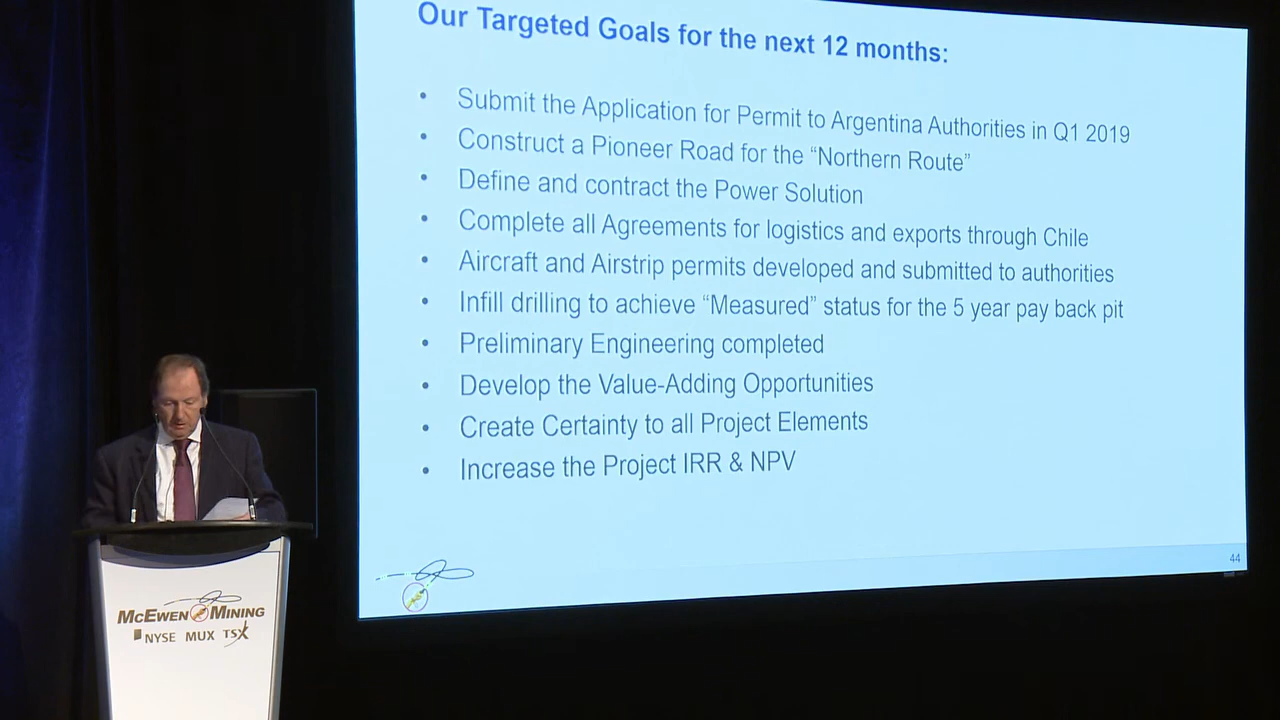 Our Targeted Goals for the next 12 months:
• Submit the Application for Permit to Argentina Authorities in Q1 2019
• Construct a Pioneer Road for the “Northern Route”
• Define and contract the Power Solution
• Complete all Agreements for logistics and exports through Chile
• Aircraft and Airstrip permits developed and submitted to authorities
• Infill drilling to achieve “Measured” status for the 5 year pay back pit
• Preliminary Engineering completed
• Develop the Value-Adding Opportunities
• Create Certainty to all Project Elements
• Increase the Project IRR & NPV
44
McEwen Mining
NYSE MUX TSX